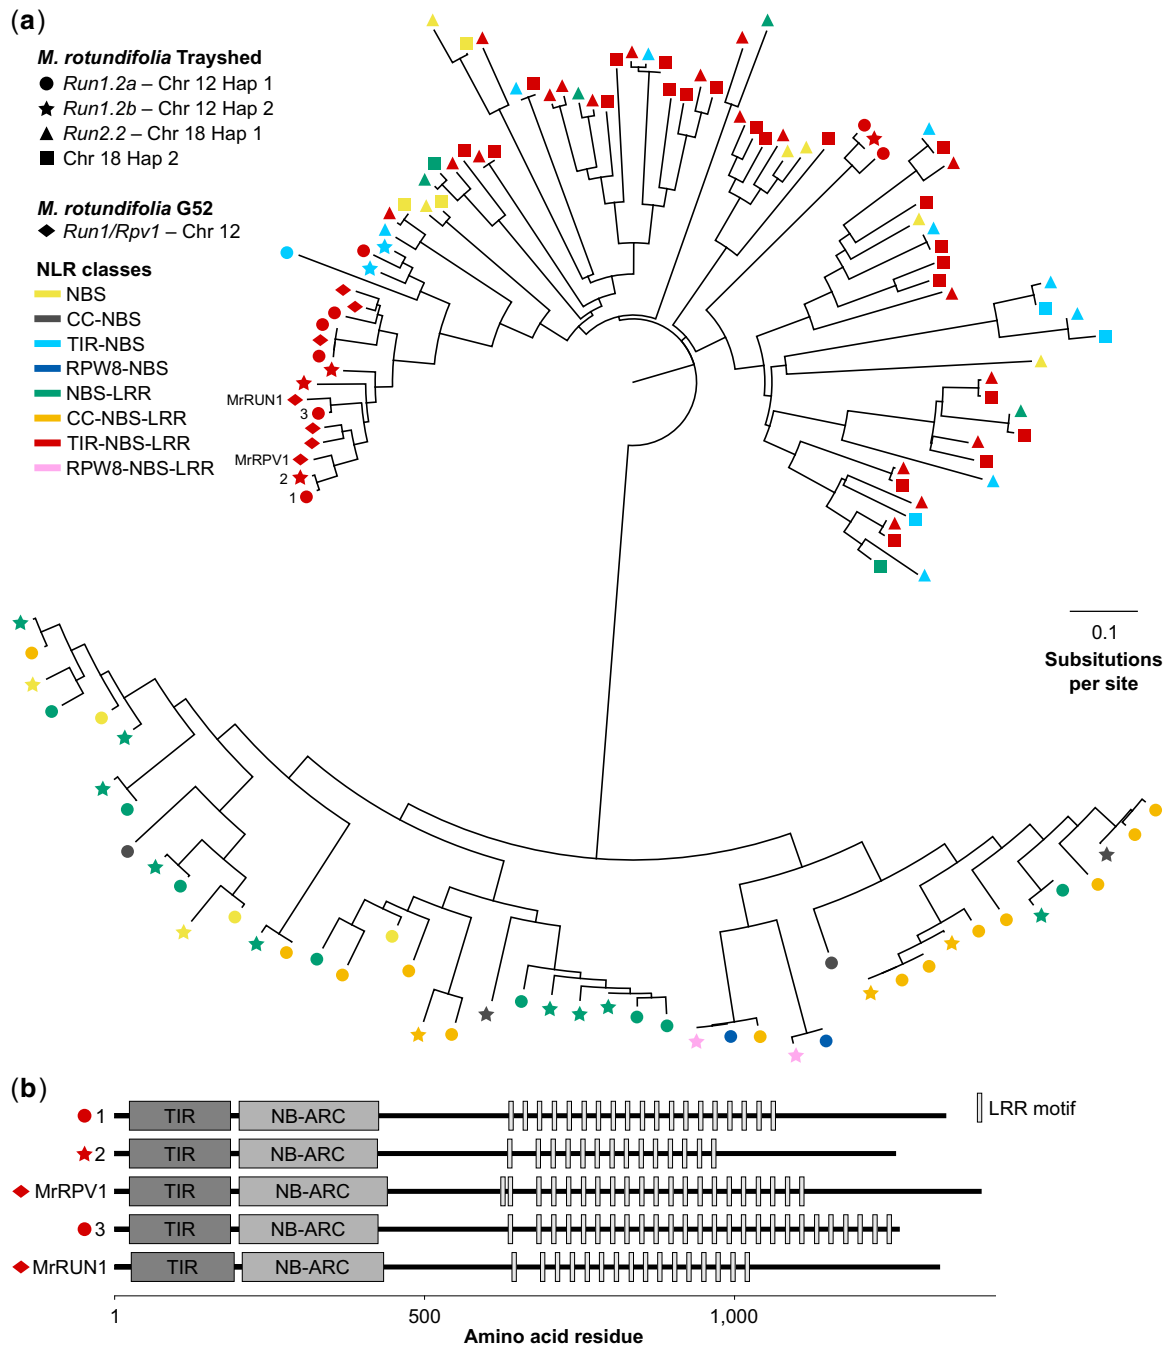 (a)
M. rotundifolia Trayshed
Run1.2a – Chr 12 Hap 1
Run1.2b – Chr 12 Hap 2
Run2.2 – Chr 18 Hap 1
Chr 18 Hap 2
M. rotundifolia G52
Run1/Rpv1 – Chr 12
NLR classes
NBS
CC-NBS
TIR-NBS
RPW8-NBS
NBS-LRR
CC-NBS-LRR
TIR-NBS-LRR
RPW8-NBS-LRR
MrRUN1
3
MrRPV1
2
1
0.1
Subsitutions
per site
(b)
1 TIR NB-ARC
LRR motif
2 TIR NB-ARC
MrRPV1 TIR NB-ARC
3 TIR NB-ARC
MrRUN1 TIR NB-ARC
1 500 1,000
Amino acid residue